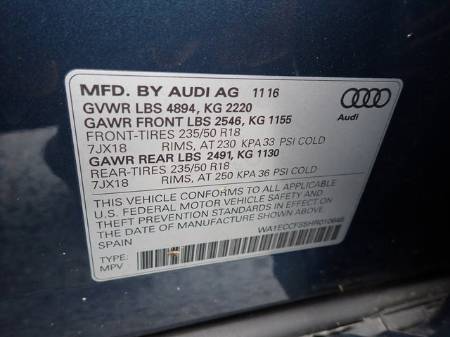 MFD. BY AUDI AG 11 16
GVWR LBS 4894, KG 2220
GAWR FRONT LBS 2546, KG 1155
FRONT-TIRES 235/50 R18
7JX18 RIMS, AT 230 KPA 33 PSI COLD
GAWR REAR LBS 2491, KG 1130
REAR-TIRES 235/50 R18
7JX18 RIMS, AT 250 KPA 36 PSI COLD
THIS VEHICLE CONFORMS TO ALL APPLICABLE
U.S. FEDERAL MOTOR VEHICLE SAFETY AND
THEFT PREVENTION STANDARDS IN EFFECT ON
DATE OF MANUFACTURE SHOWN ABOVE
SPAIN
TYPE:
MPV
Audi